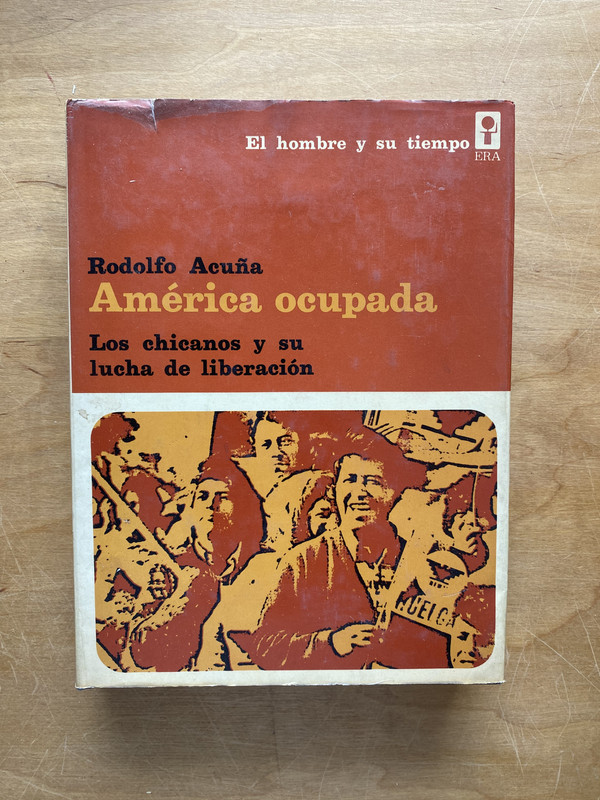 El hombre y su tiempo
ERA
Rodolfo Acuña
América ocupada
Los chicanos y su
lucha de liberación
HUELGA